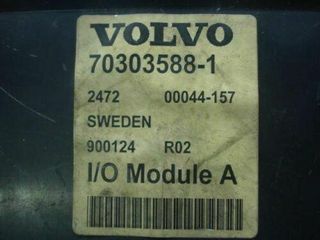 VOLVO
70303588-1
2472 00044-157
SWEDEN
900124 R02
I/O Module A